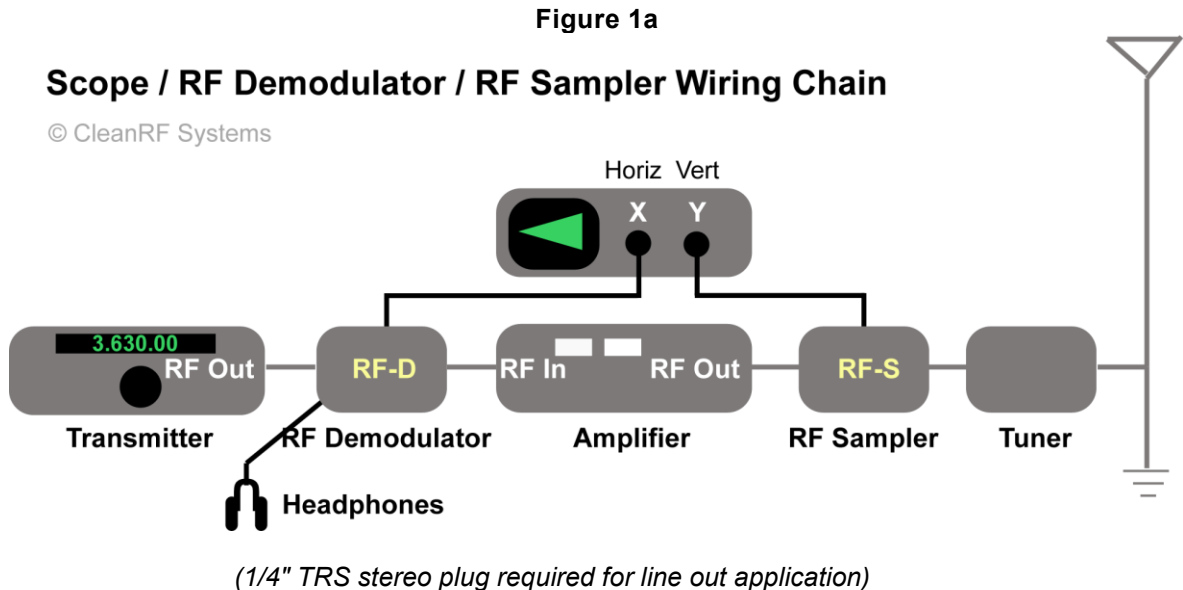 Figure 1a
Scope / RF Demodulator / RF Sampler Wiring Chain
© CleanRF Systems
Horiz Vert
X Y
3.630.00
RF Out
RF-D
RF In
RF Out
RF-S
Transmitter
RF Demodulator
Amplifier
RF Sampler
Tuner
Headphones
(1/4" TRS stereo plug required for line out application)